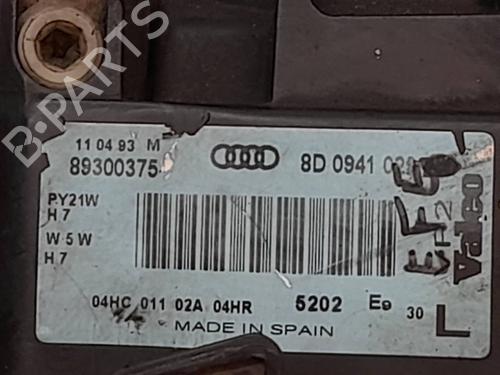 B-PARTS
11 04 93 M
89300375
8D 0941 02
PY21W
H 7
W 5 W
H 7
04HC 011 02A 04HR 5202 E9 30 L
MADE IN SPAIN
Valeo